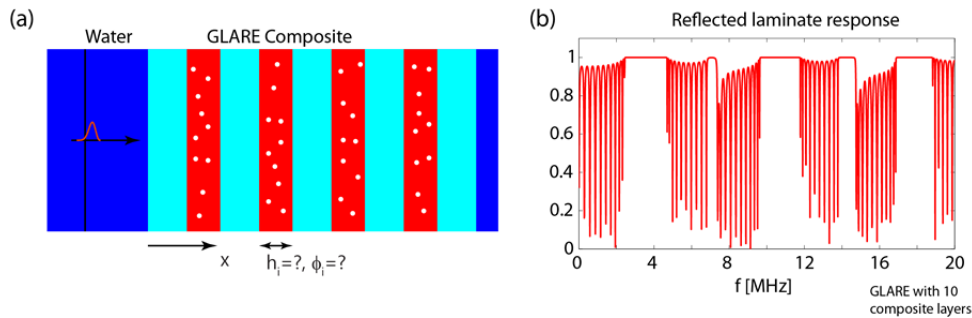 (a)
Water
GLARE Composite
x
hᵢ=?, ϕᵢ=?
(b)
Reflected laminate response
1
0.8
0.6
0.4
0.2
0
0 4 8 12 16 20
f [MHz]
GLARE with 10
composite layers